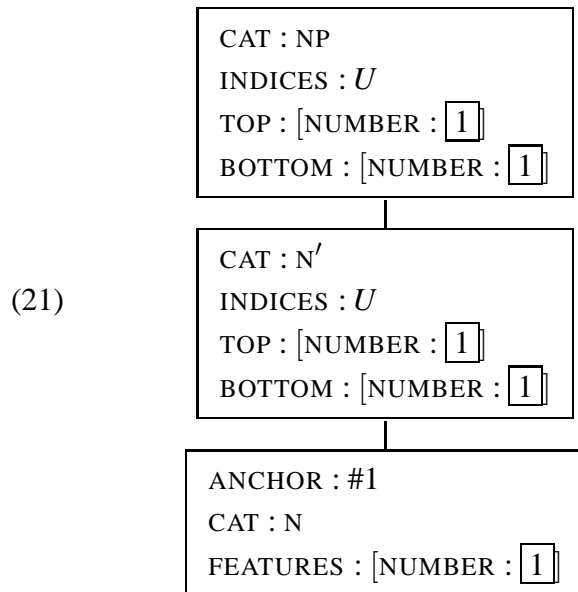 CAT : NP
INDICES : U
TOP : [NUMBER : 1]
BOTTOM : [NUMBER : 1]
(21)
CAT : N′
INDICES : U
TOP : [NUMBER : 1]
BOTTOM : [NUMBER : 1]
ANCHOR : #1
CAT : N
FEATURES : [NUMBER : 1]